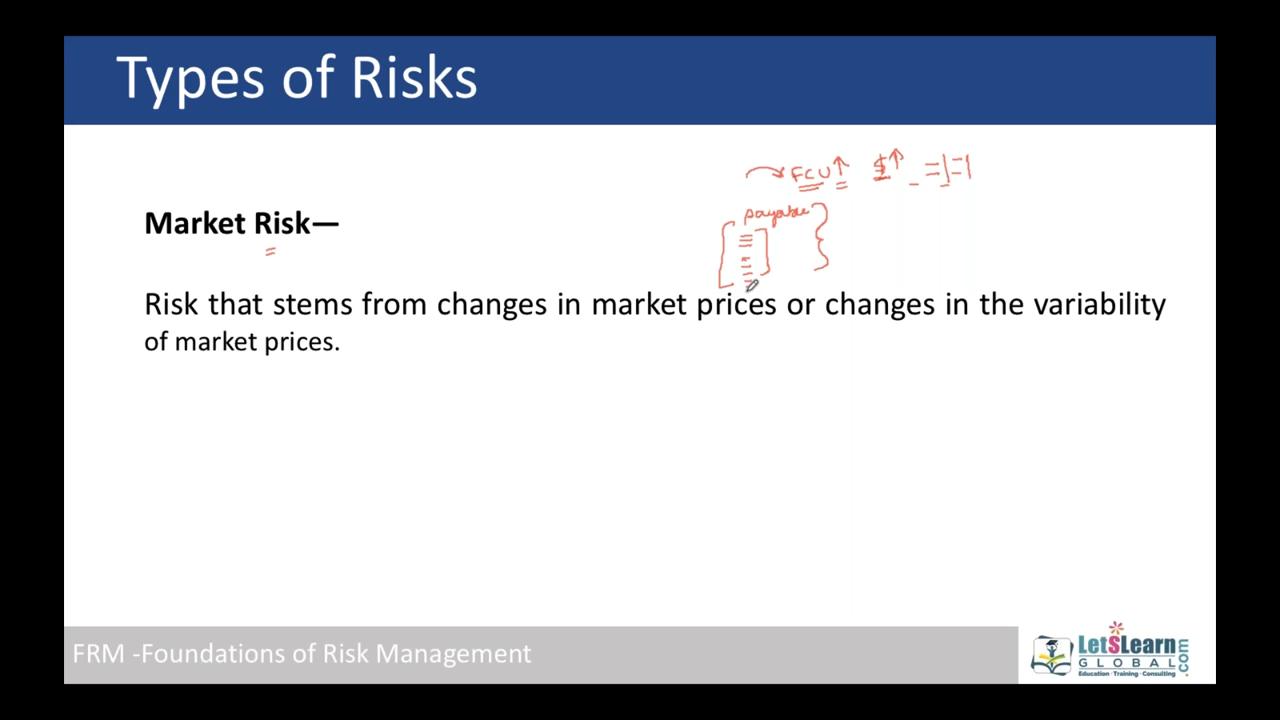 Types of Risks
FCU↑ $↑
payable
Market Risk—
Risk that stems from changes in market prices or changes in the variability
of market prices.
FRM -Foundations of Risk Management
LetSLearn
GLOBAL
.com
Education · Training · Consulting